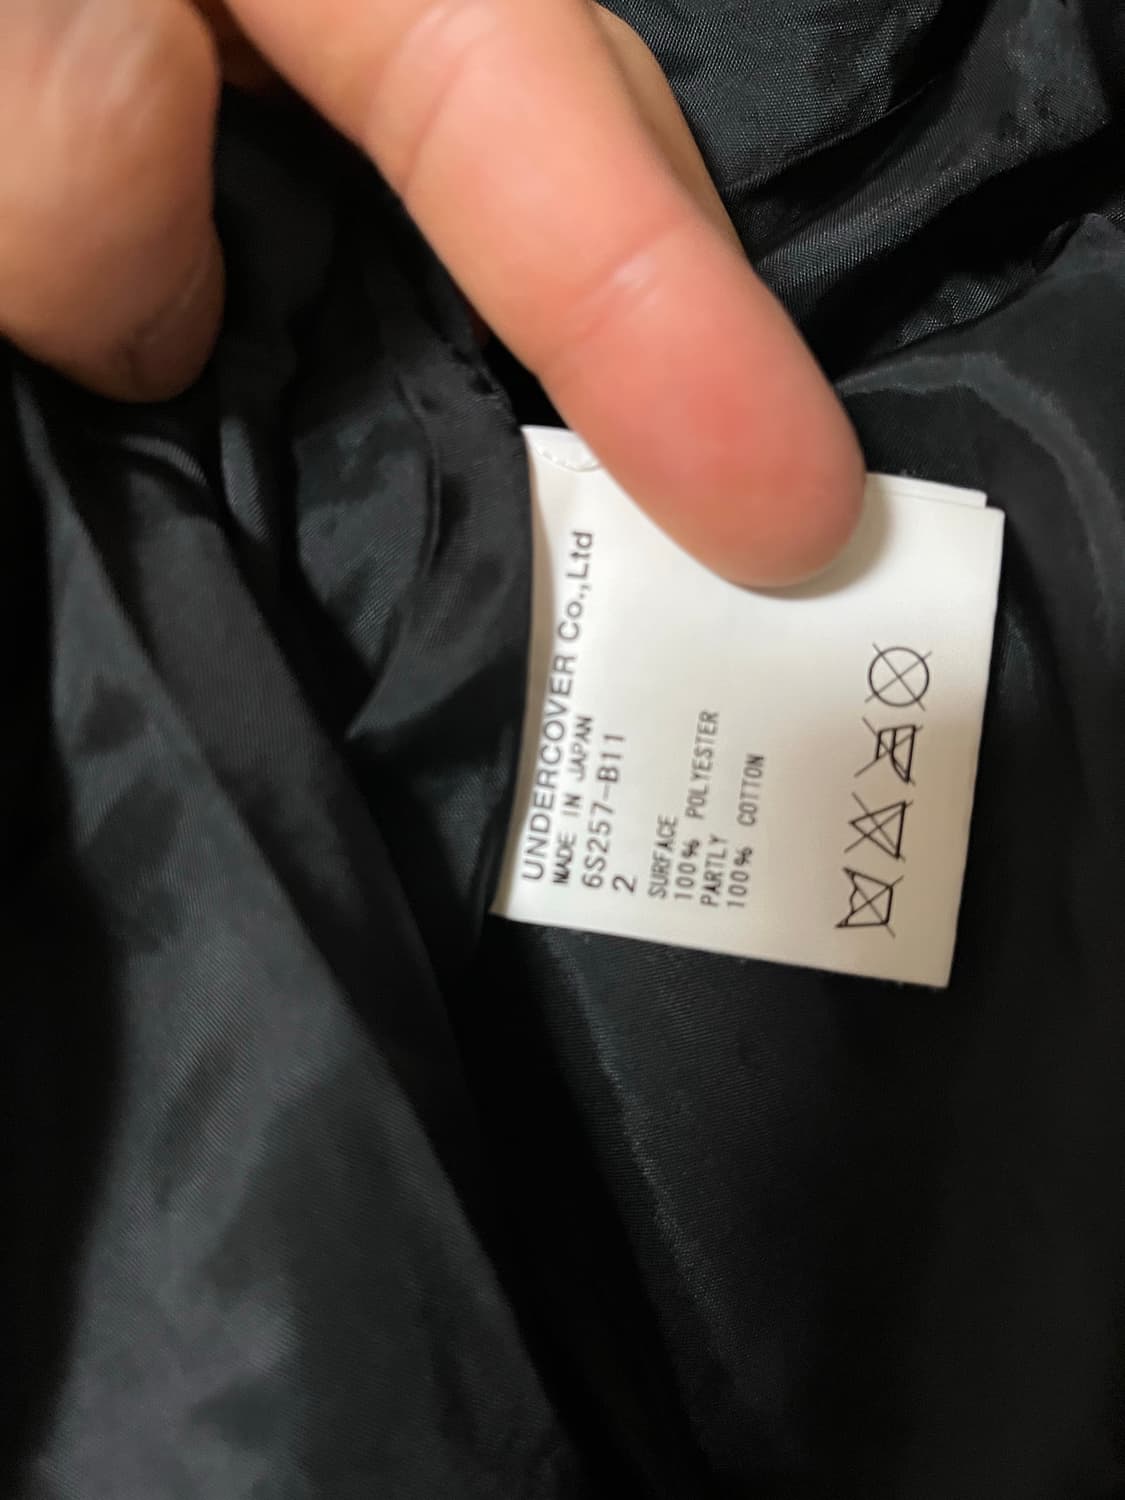 UNDERCOVER Co.,Ltd
MADE IN JAPAN
6S257-B11
2
SURFACE
100% POLYESTER
PARTLY
100% COTTON